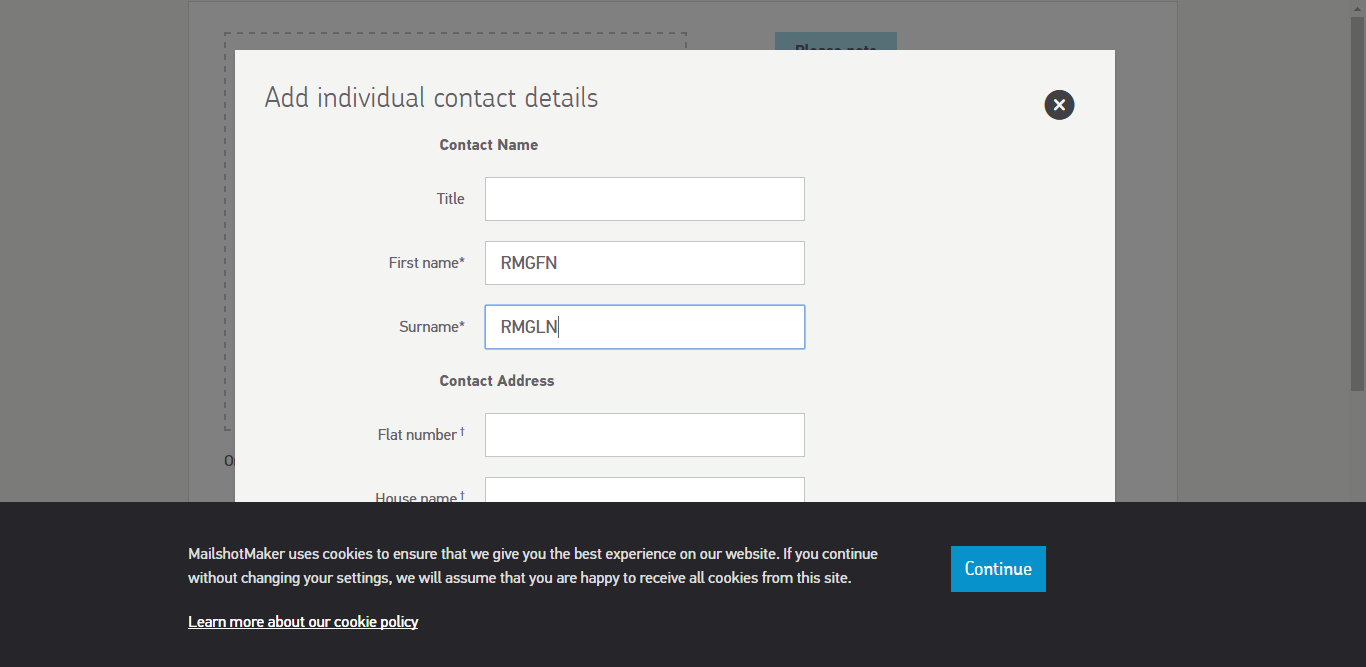 Add individual contact details
Contact Name
Title
First name*
RMGFN
Surname*
RMGLN
Contact Address
Flat number †
House name †
MailshotMaker uses cookies to ensure that we give you the best experience on our website. If you continue
without changing your settings, we will assume that you are happy to receive all cookies from this site.
Continue
Learn more about our cookie policy